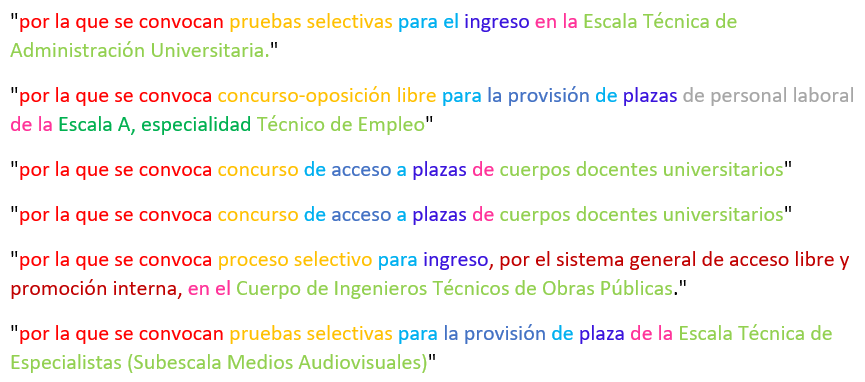 "por la que se convocan pruebas selectivas para el ingreso en la Escala Técnica de
Administración Universitaria."
"por la que se convoca concurso-oposición libre para la provisión de plazas de personal laboral
de la Escala A, especialidad Técnico de Empleo"
"por la que se convoca concurso de acceso a plazas de cuerpos docentes universitarios"
"por la que se convoca concurso de acceso a plazas de cuerpos docentes universitarios"
"por la que se convoca proceso selectivo para ingreso, por el sistema general de acceso libre y
promoción interna, en el Cuerpo de Ingenieros Técnicos de Obras Públicas."
"por la que se convocan pruebas selectivas para la provisión de plaza de la Escala Técnica de
Especialistas (Subescala Medios Audiovisuales)"